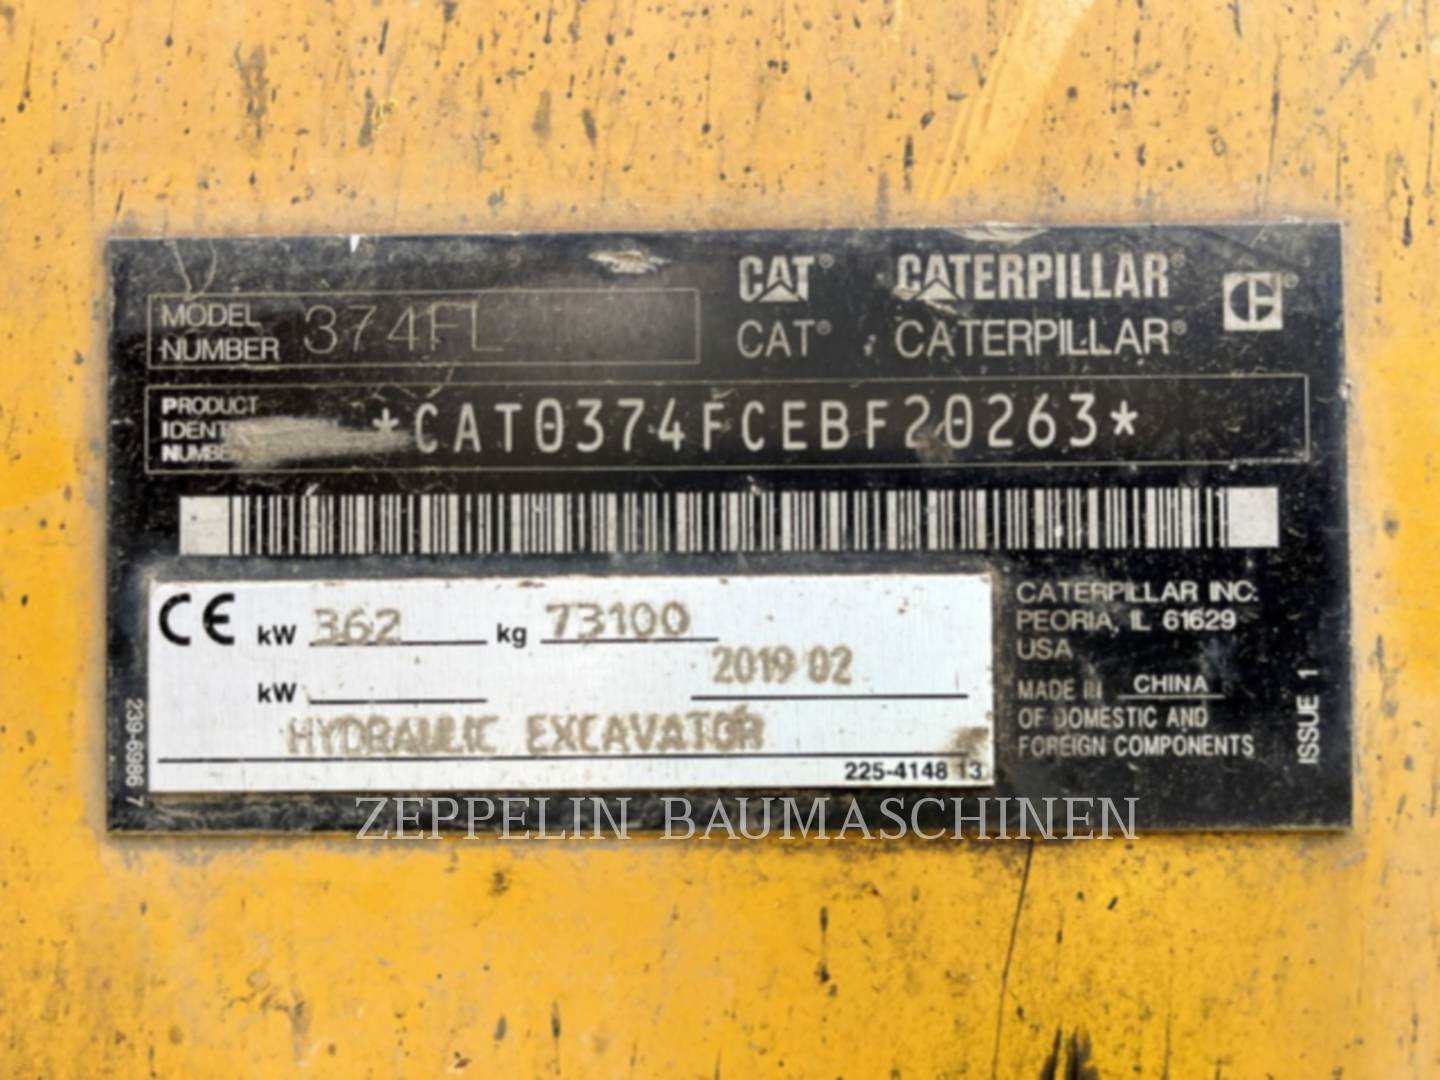 CAT® CATERPILLAR®
CAT® , CATERPILLAR®
MODEL NUMBER 374FL
PRODUCT
IDENT
NUMBER
*CAT0374FCEBF20263*
CE kW 362 kg 73100
2019 02
kW
HYDRAULIC EXCAVATOR
225-4148 13
239-6966 7
CATERPILLAR INC.
PEORIA, IL 61629
USA
MADE IN CHINA
OF DOMESTIC AND
FOREIGN COMPONENTS
ISSUE 1
ZEPPELIN BAUMASCHINEN